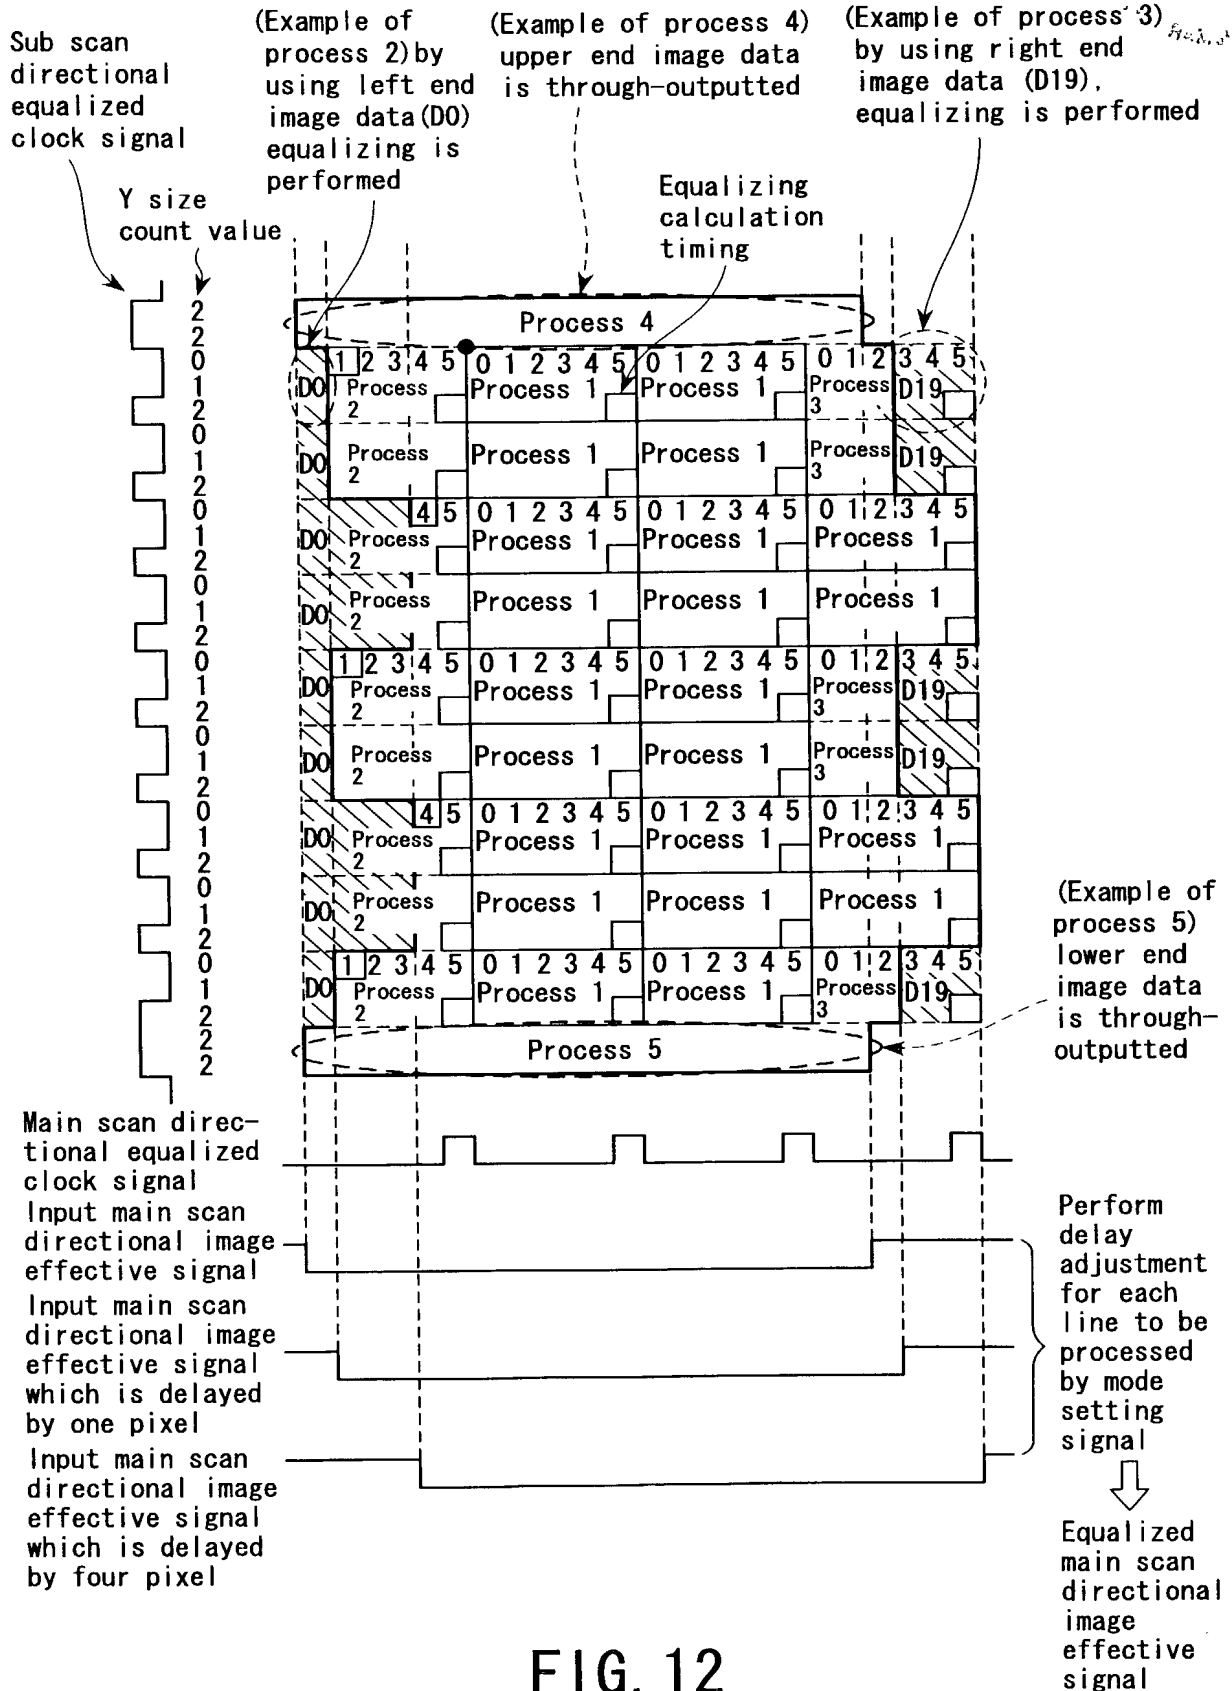 Sub scan
directional
equalized
clock signal
(Example of
process 2)by
using left end
image data(D0)
equalizing is
performed
(Example of process 4)
upper end image data
is through-outputted
(Example of process 3)
by using right end
image data (D19),
equalizing is performed
Y size
count value
Equalizing
calculation
timing
2
2
Process 4
0
1
2
D0
1 2 3 4 5
0 1 2 3 4 5
0 1 2 3 4 5
0 1 2
3 4 5
Process
2
Process 1
Process 1
Process
3
D19
0
1
2
D0
Process
2
Process 1
Process 1
Process
3
D19
0
1
2
D0
4 5
0 1 2 3 4 5
0 1 2 3 4 5
0 1 2 3 4 5
Process
2
Process 1
Process 1
Process 1
0
1
2
D0
Process
2
Process 1
Process 1
Process 1
0
1
2
D0
1 2 3 4 5
0 1 2 3 4 5
0 1 2 3 4 5
0 1 2
3 4 5
Process
2
Process 1
Process 1
Process
3
D19
0
1
2
D0
Process
2
Process 1
Process 1
Process
3
D19
0
1
2
D0
4 5
0 1 2 3 4 5
0 1 2 3 4 5
0 1 2 3 4 5
Process
2
Process 1
Process 1
Process 1
0
1
2
D0
Process
2
Process 1
Process 1
Process 1
0
1
2
D0
1 2 3 4 5
0 1 2 3 4 5
0 1 2 3 4 5
0 1 2
3 4 5
Process
2
Process 1
Process 1
Process
3
D19
2
2
Process 5
(Example of
process 5)
lower end
image data
is through-
outputted
Main scan direc-
tional equalized
clock signal
Input main scan
directional image
effective signal
Input main scan
directional image
effective signal
which is delayed
by one pixel
Input main scan
directional image
effective signal
which is delayed
by four pixel
Perform
delay
adjustment
for each
line to be
processed
by mode
setting
signal
Equalized
main scan
directional
image
effective
signal
FIG. 12